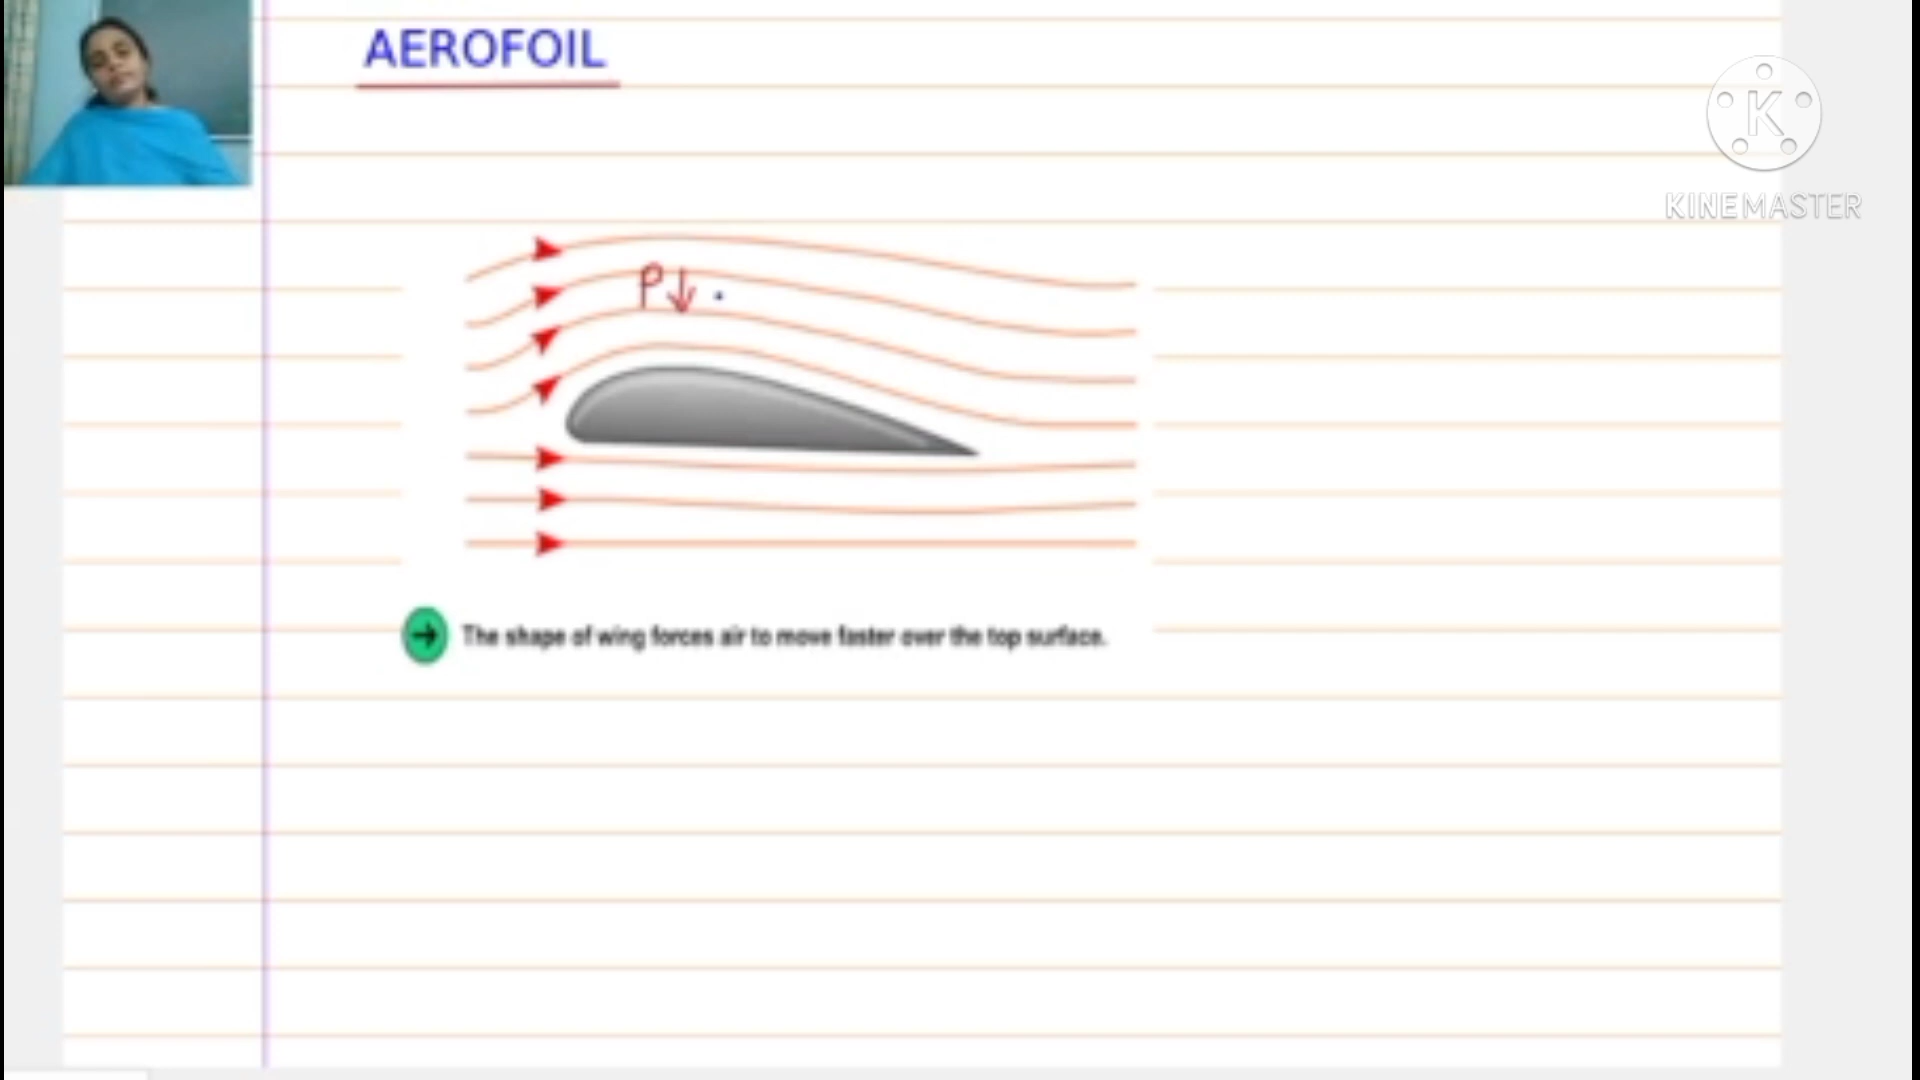 AEROFOIL
K
KINEMASTER
P↓
The shape of wing forces air to move faster over the top surface.